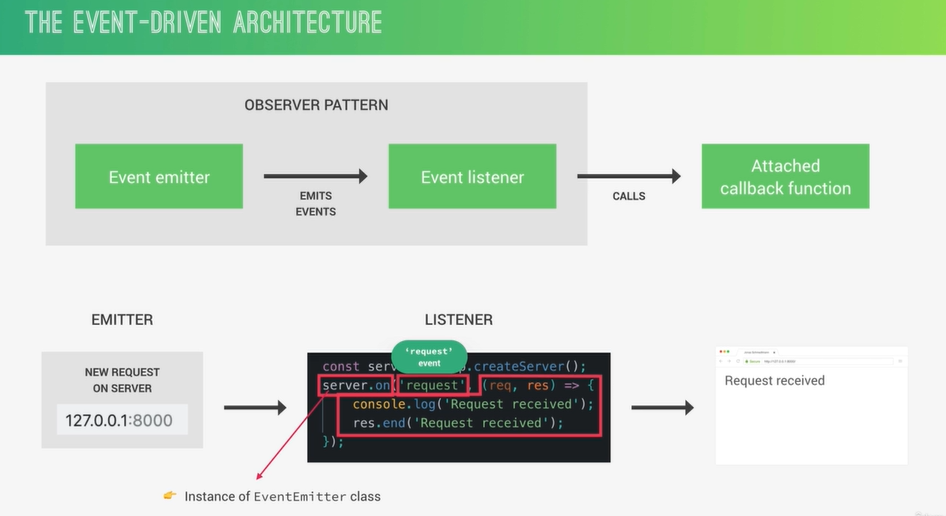 THE EVENT-DRIVEN ARCHITECTURE
OBSERVER PATTERN
Event emitter
EMITS
EVENTS
Event listener
CALLS
Attached
callback function
EMITTER
NEW REQUEST
ON SERVER
127.0.0.1:8000
LISTENER
'request'
event
const serv p.createServer();
server.on('request', (req, res) => {
console.log('Request received');
res.end('Request received');
});
Request received
👉 Instance of EventEmitter class